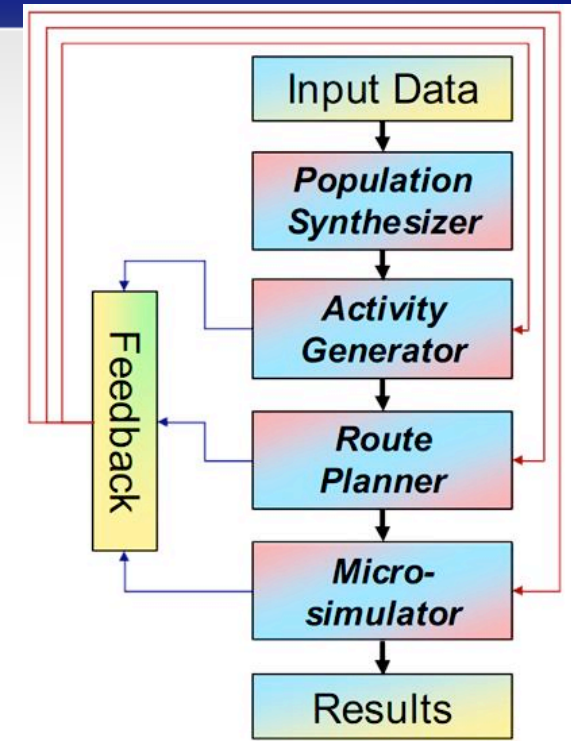 Input Data
Population
Synthesizer
Activity
Generator
Feedback
Route
Planner
Micro-
simulator
Results